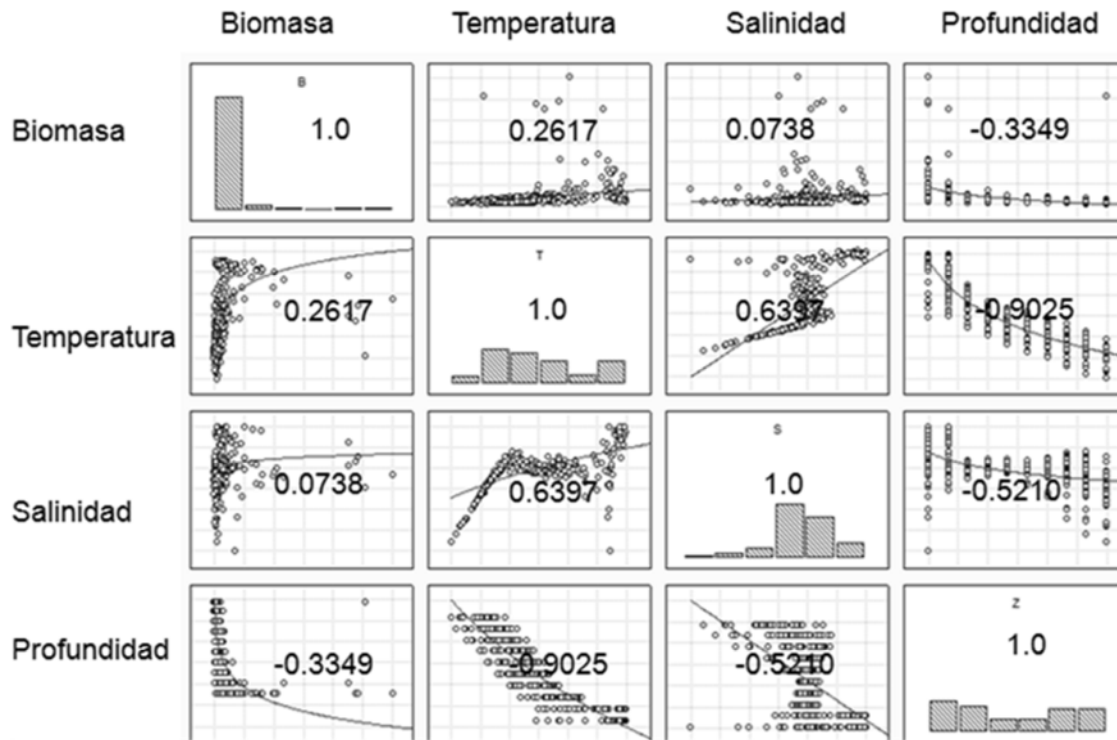 Biomasa Temperatura Salinidad Profundidad
B
Biomasa 1.0 0.2617 0.0738 -0.3349
T
Temperatura 0.2617 1.0 0.6397 -0.9025
S
Salinidad 0.0738 0.6397 1.0 -0.5210
Z
Profundidad -0.3349 -0.9025 -0.5210 1.0